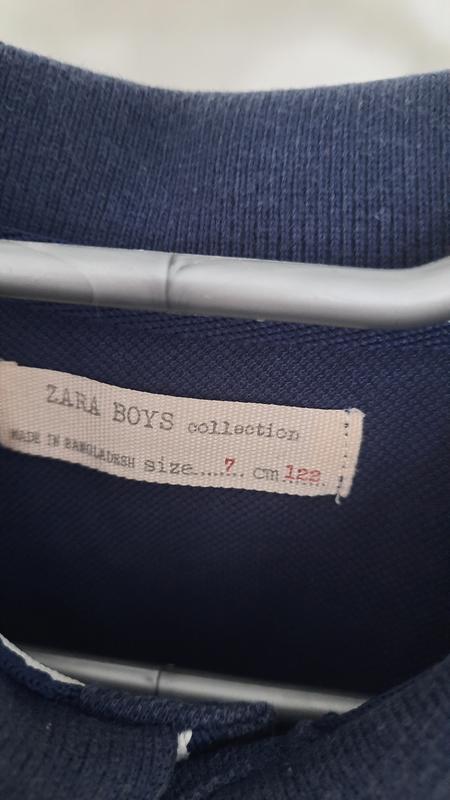 ZARA BOYS collection
MADE IN BANGLADESH size...... 7.. cm 122